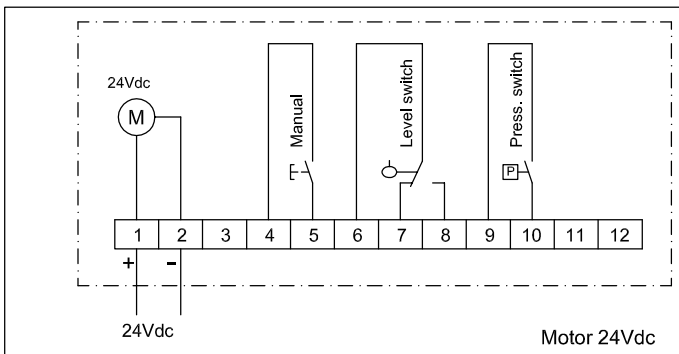 24Vdc
M
Manual
Level switch
Press. switch
P
1 2 3 4 5 6 7 8 9 10 11 12
+ -
24Vdc
Motor 24Vdc